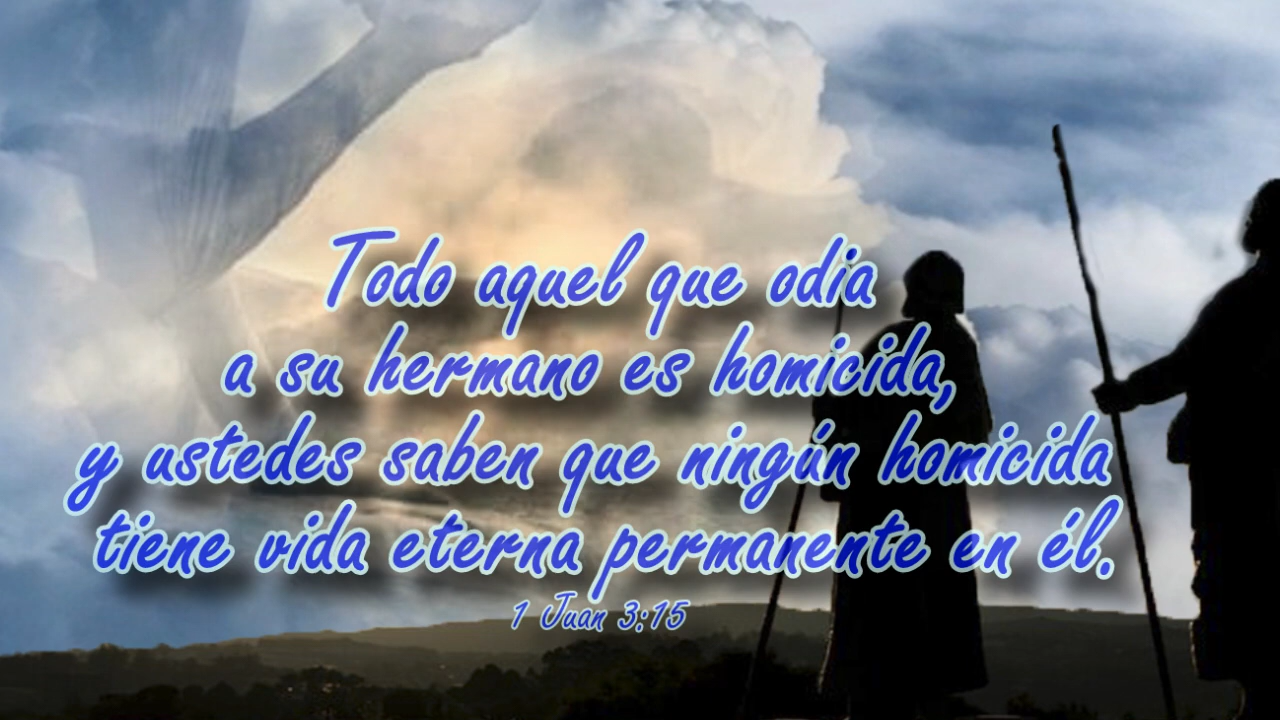 Todo aquel que odia
a su hermano es homicida,
y ustedes saben que ningún homicida
tiene vida eterna permanente en él.
1 Juan 3:15